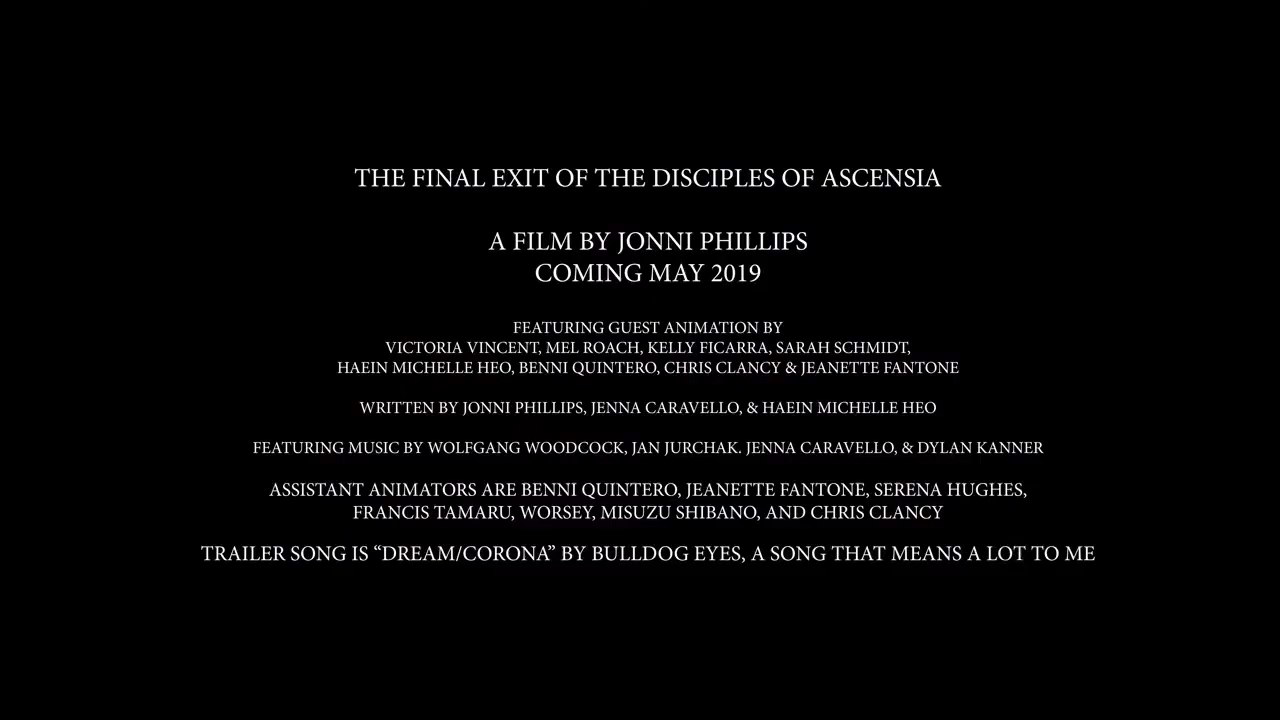 THE FINAL EXIT OF THE DISCIPLES OF ASCENSIA
A FILM BY JONNI PHILLIPS
COMING MAY 2019
FEATURING GUEST ANIMATION BY
VICTORIA VINCENT, MEL ROACH, KELLY FICARRA, SARAH SCHMIDT,
HAEIN MICHELLE HEO, BENNI QUINTERO, CHRIS CLANCY & JEANETTE FANTONE
WRITTEN BY JONNI PHILLIPS, JENNA CARAVELLO, & HAEIN MICHELLE HEO
FEATURING MUSIC BY WOLFGANG WOODCOCK, JAN JURCHAK. JENNA CARAVELLO, & DYLAN KANNER
ASSISTANT ANIMATORS ARE BENNI QUINTERO, JEANETTE FANTONE, SERENA HUGHES,
FRANCIS TAMARU, WORSEY, MISUZU SHIBANO, AND CHRIS CLANCY
TRAILER SONG IS “DREAM/CORONA” BY BULLDOG EYES, A SONG THAT MEANS A LOT TO ME